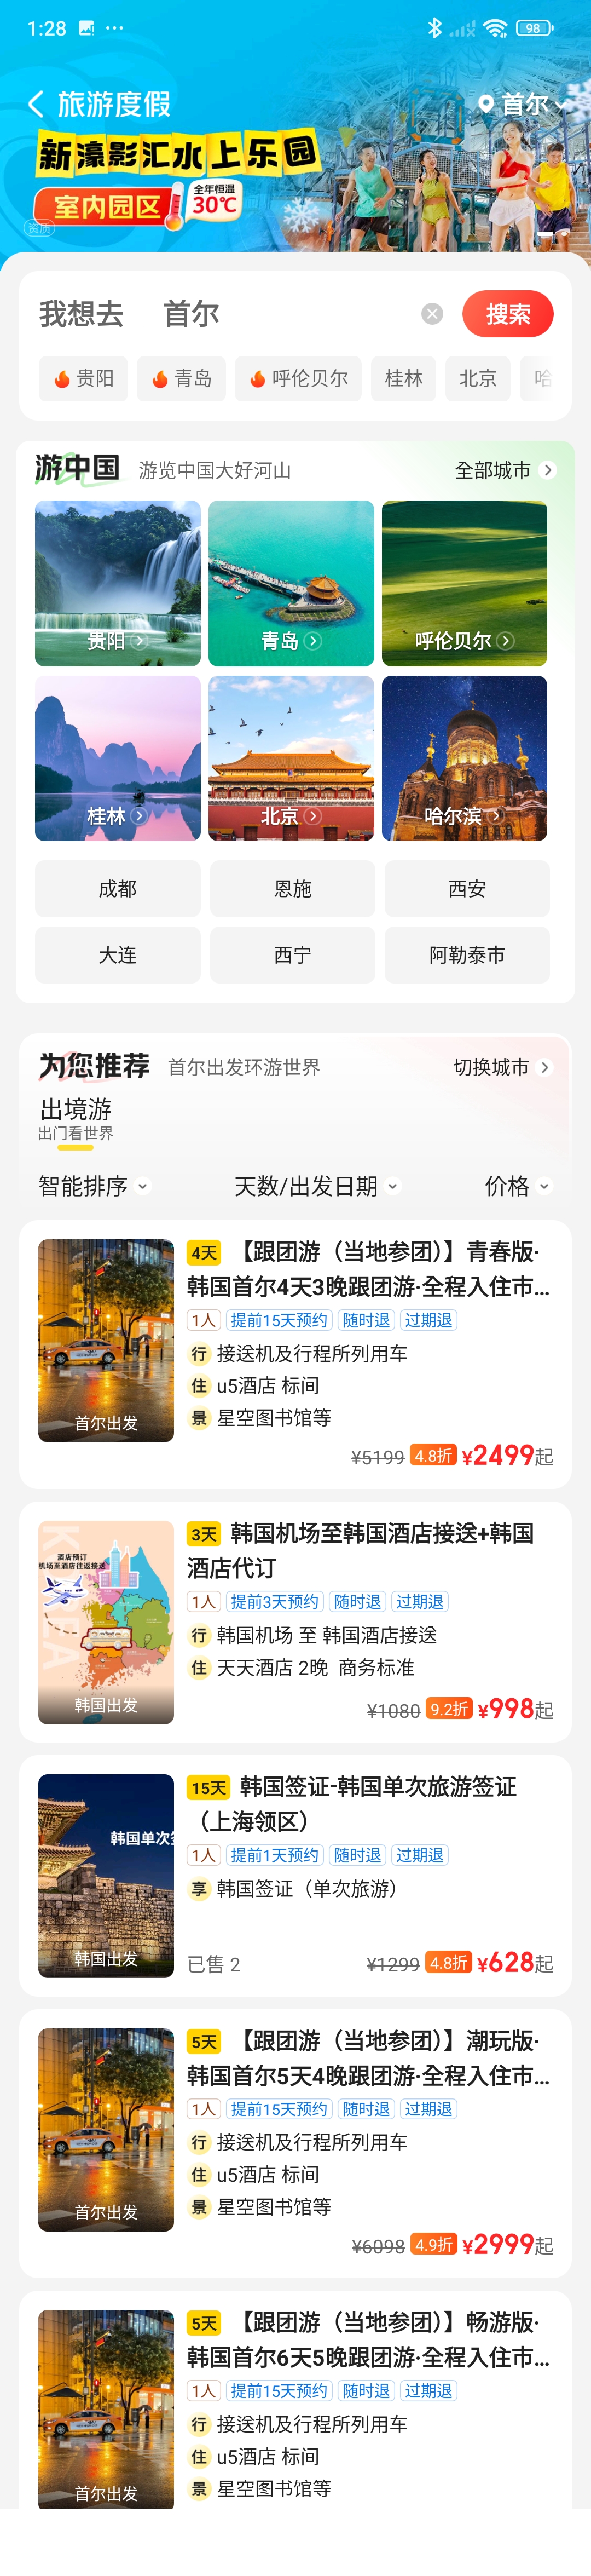 1:28
98
旅游度假
首尔
新濠影汇水上乐园
室内园区
全年恒温
30℃
资质
我想去
首尔
搜索
贵阳
青岛
呼伦贝尔
桂林
北京
哈
游中国
游览中国大好河山
全部城市
贵阳
青岛
呼伦贝尔
桂林
北京
哈尔滨
成都
恩施
西安
大连
西宁
阿勒泰市
为您推荐
首尔出发环游世界
切换城市
出境游
出门看世界
智能排序
天数/出发日期
价格
4天 【跟团游（当地参团）】青春版·
韩国首尔4天3晚跟团游·全程入住市...
1人 提前15天预约 随时退 过期退
行 接送机及行程所列用车
住 u5酒店 标间
景 星空图书馆等
首尔出发
¥5199 4.8折 ¥2499起
3天 韩国机场至韩国酒店接送+韩国
酒店代订
1人 提前3天预约 随时退 过期退
酒店预订
机场至酒店往返接送
行 韩国机场 至 韩国酒店接送
住 天天酒店 2晚 商务标准
韩国出发
¥1080 9.2折 ¥998起
15天 韩国签证-韩国单次旅游签证
（上海领区）
韩国单次签
1人 提前1天预约 随时退 过期退
享 韩国签证（单次旅游）
韩国出发
已售 2
¥1299 4.8折 ¥628起
5天 【跟团游（当地参团）】潮玩版·
韩国首尔5天4晚跟团游·全程入住市...
1人 提前15天预约 随时退 过期退
行 接送机及行程所列用车
住 u5酒店 标间
景 星空图书馆等
首尔出发
¥6098 4.9折 ¥2999起
5天 【跟团游（当地参团）】畅游版·
韩国首尔6天5晚跟团游·全程入住市...
1人 提前15天预约 随时退 过期退
行 接送机及行程所列用车
住 u5酒店 标间
景 星空图书馆等
首尔出发